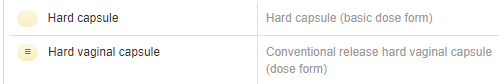 Hard capsule
Hard capsule (basic dose form)
Hard vaginal capsule
Conventional release hard vaginal capsule
(dose form)